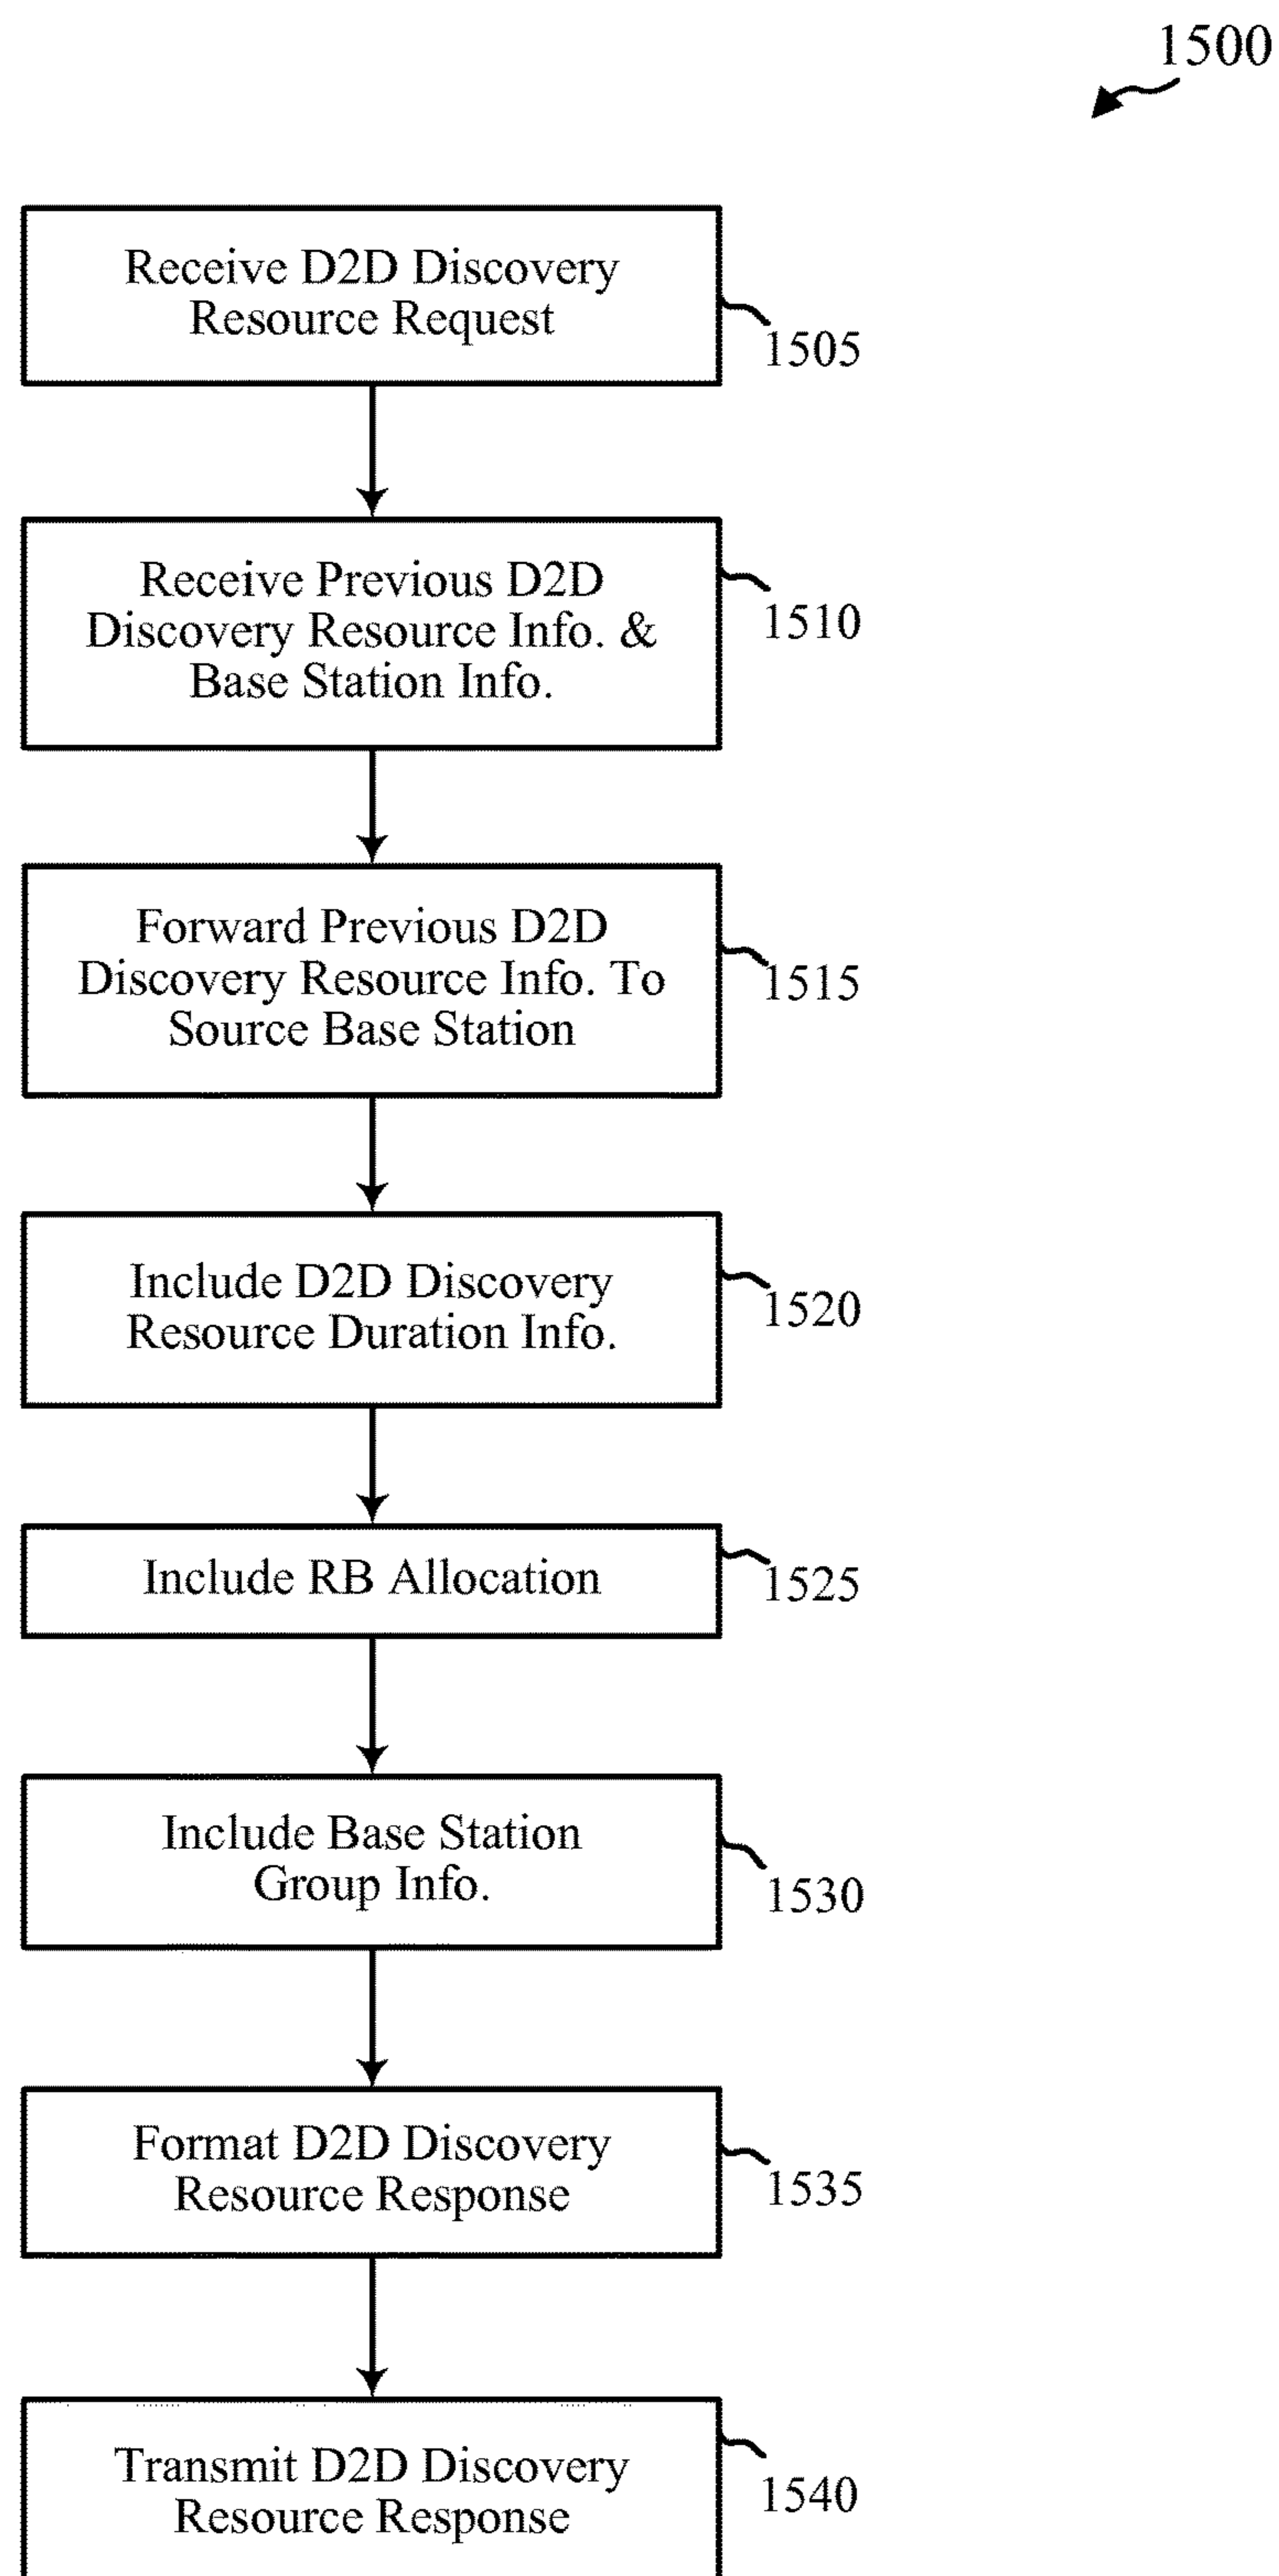 1500
Receive D2D Discovery
Resource Request
1505
Receive Previous D2D
Discovery Resource Info. &
Base Station Info.
1510
Forward Previous D2D
Discovery Resource Info. To
Source Base Station
1515
Include D2D Discovery
Resource Duration Info.
1520
Include RB Allocation
1525
Include Base Station
Group Info.
1530
Format D2D Discovery
Resource Response
1535
Transmit D2D Discovery
Resource Response
1540